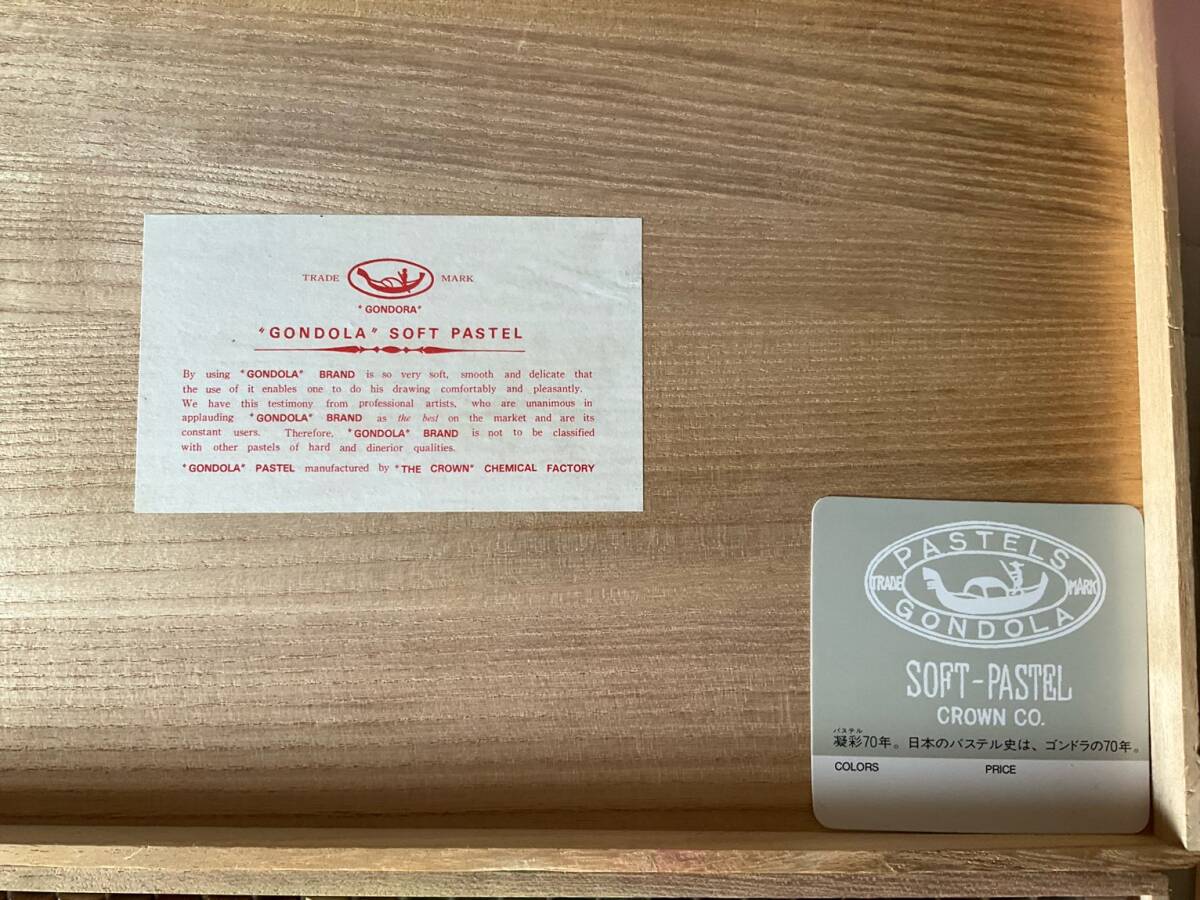 TRADE MARK
"GONDORA"
"GONDOLA" SOFT PASTEL
By using "GONDOLA" BRAND is so very soft, smooth and delicate that
the use of it enables one to do his drawing comfortably and pleasantly.
We have this testimony from professional artists, who are unanimous in
applauding "GONDOLA" BRAND as the best on the market and are its
constant users. Therefore, "GONDOLA" BRAND is not to be classified
with other pastels of hard and dinerior qualities.
"GONDOLA" PASTEL manufactured by "THE CROWN" CHEMICAL FACTORY
PASTELS
TRADE MARK
GONDOLA
SOFT-PASTEL
CROWN CO.
パステル
凝彩70年。日本のパステル史は、ゴンドラの70年。
COLORS PRICE